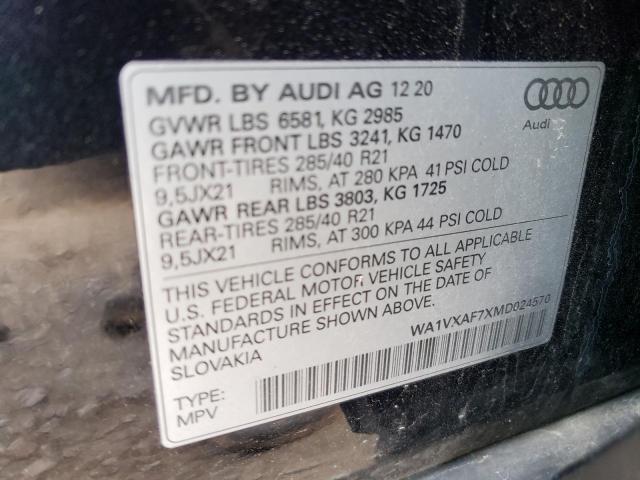 MFD. BY AUDI AG 12 20
GVWR LBS 6581, KG 2985
GAWR FRONT LBS 3241, KG 1470
FRONT-TIRES 285/40 R21
9,5JX21 RIMS, AT 280 KPA 41 PSI COLD
GAWR REAR LBS 3803, KG 1725
REAR-TIRES 285/40 R21
9,5JX21 RIMS, AT 300 KPA 44 PSI COLD
Audi
THIS VEHICLE CONFORMS TO ALL APPLICABLE
U.S. FEDERAL MOTOR VEHICLE SAFETY
STANDARDS IN EFFECT ON THE DATE OF
MANUFACTURE SHOWN ABOVE.
SLOVAKIA
WA1VXAF7XMD024570
TYPE:
MPV